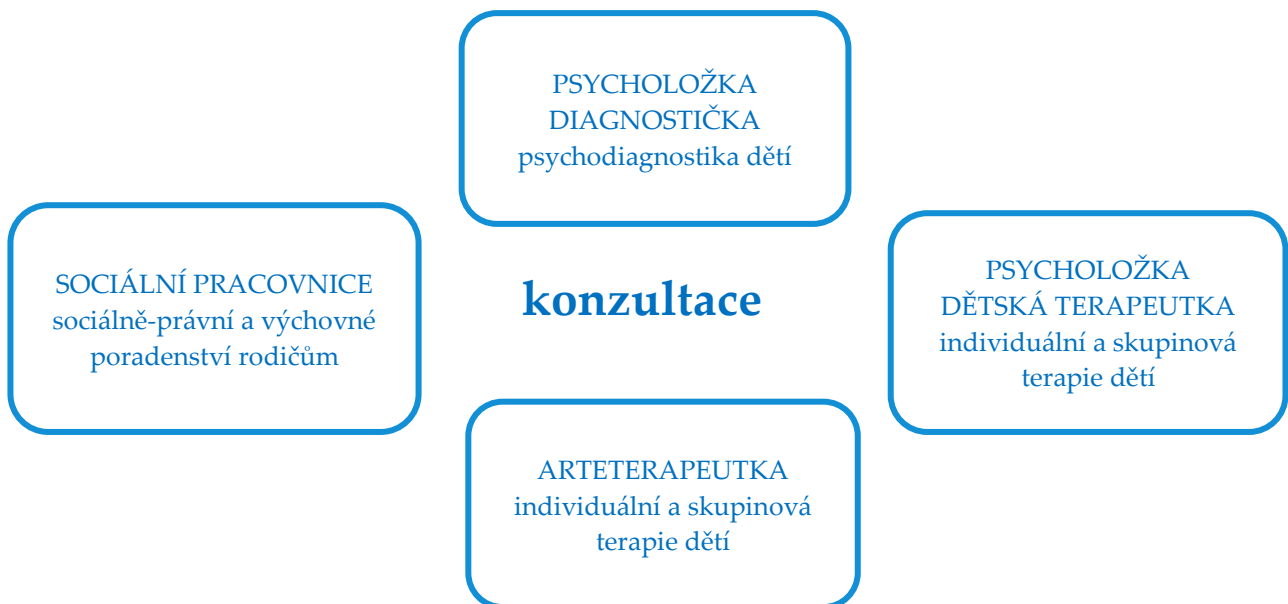 PSYCHOLOŽKA
DIAGNOSTIČKA
psychodiagnostika dětí
SOCIÁLNÍ PRACOVNICE
sociálně-právní a výchovné
poradenství rodičům
konzultace
PSYCHOLOŽKA
DĚTSKÁ TERAPEUTKA
individuální a skupinová
terapie dětí
ARTETERAPEUTKA
individuální a skupinová
terapie dětí